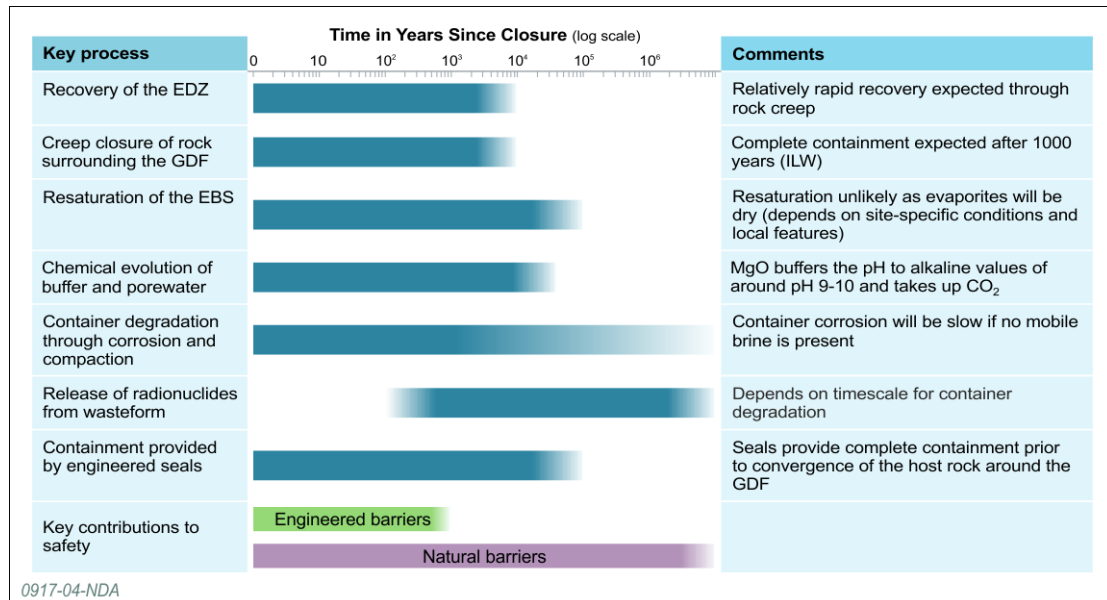 Time in Years Since Closure (log scale)
Key process
0 10 10² 10³ 10⁴ 10⁵ 10⁶
Comments
Recovery of the EDZ
Relatively rapid recovery expected through
rock creep
Creep closure of rock
surrounding the GDF
Complete containment expected after 1000
years (ILW)
Resaturation of the EBS
Resaturation unlikely as evaporites will be
dry (depends on site-specific conditions and
local features)
Chemical evolution of
buffer and porewater
MgO buffers the pH to alkaline values of
around pH 9-10 and takes up CO₂
Container degradation
through corrosion and
compaction
Container corrosion will be slow if no mobile
brine is present
Release of radionuclides
from wasteform
Depends on timescale for container
degradation
Containment provided
by engineered seals
Seals provide complete containment prior
to convergence of the host rock around the
GDF
Key contributions to
safety
Engineered barriers
Natural barriers
0917-04-NDA